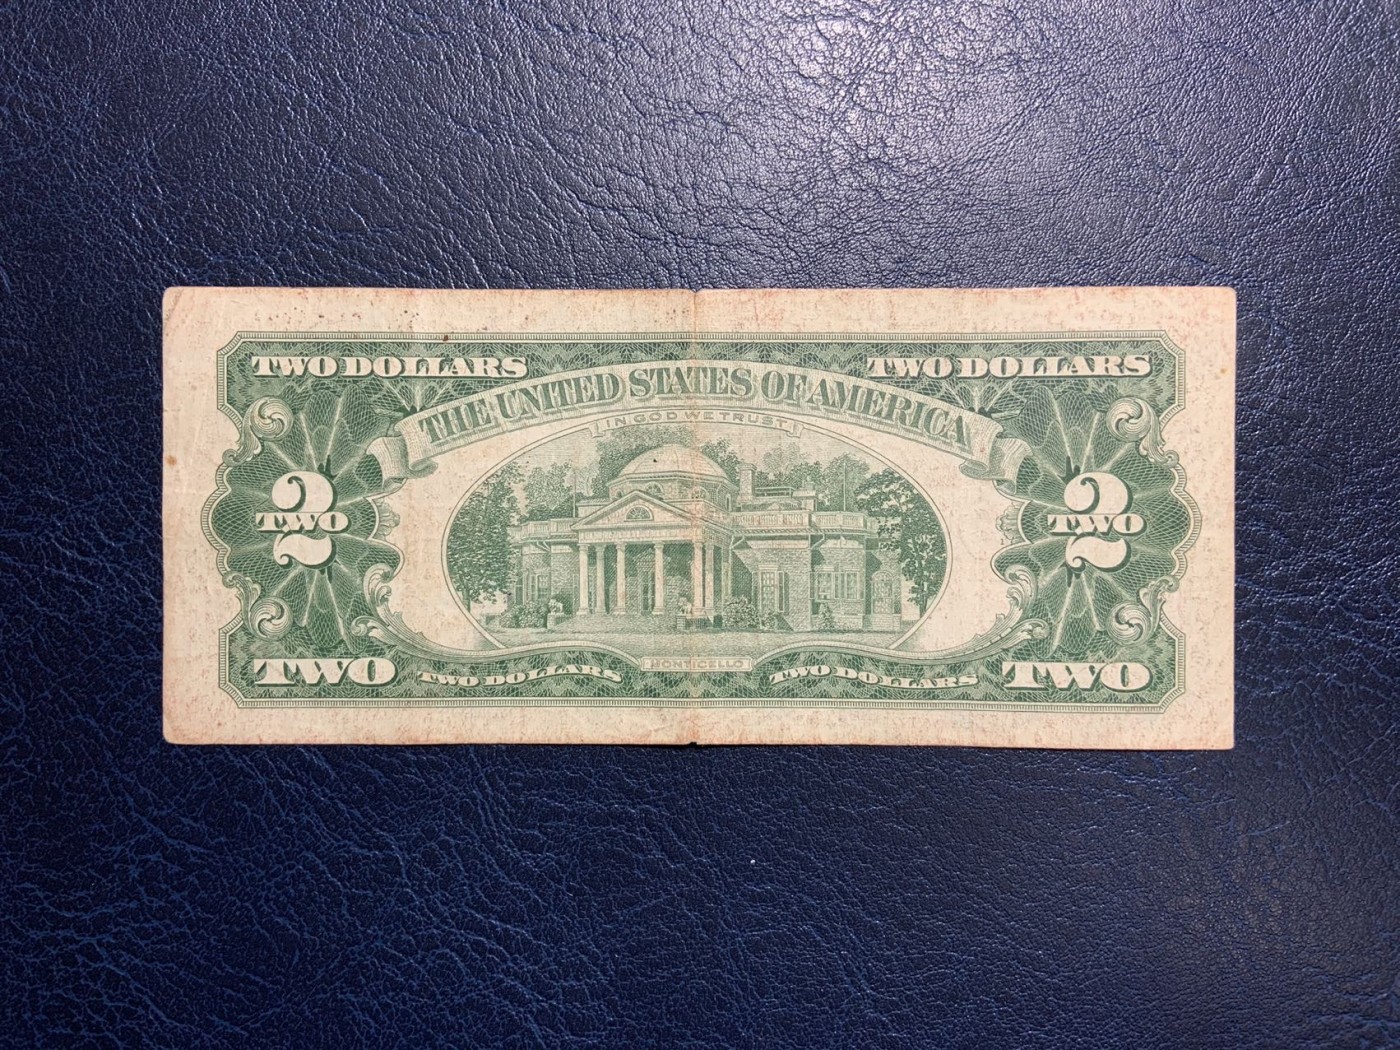 TWO DOLLARS
TWO DOLLARS
THE UNITED STATES OF AMERICA
IN GOD WE TRUST
2
TWO
2
TWO
MONTICELLO
TWO
TWO DOLLARS
TWO DOLLARS
TWO